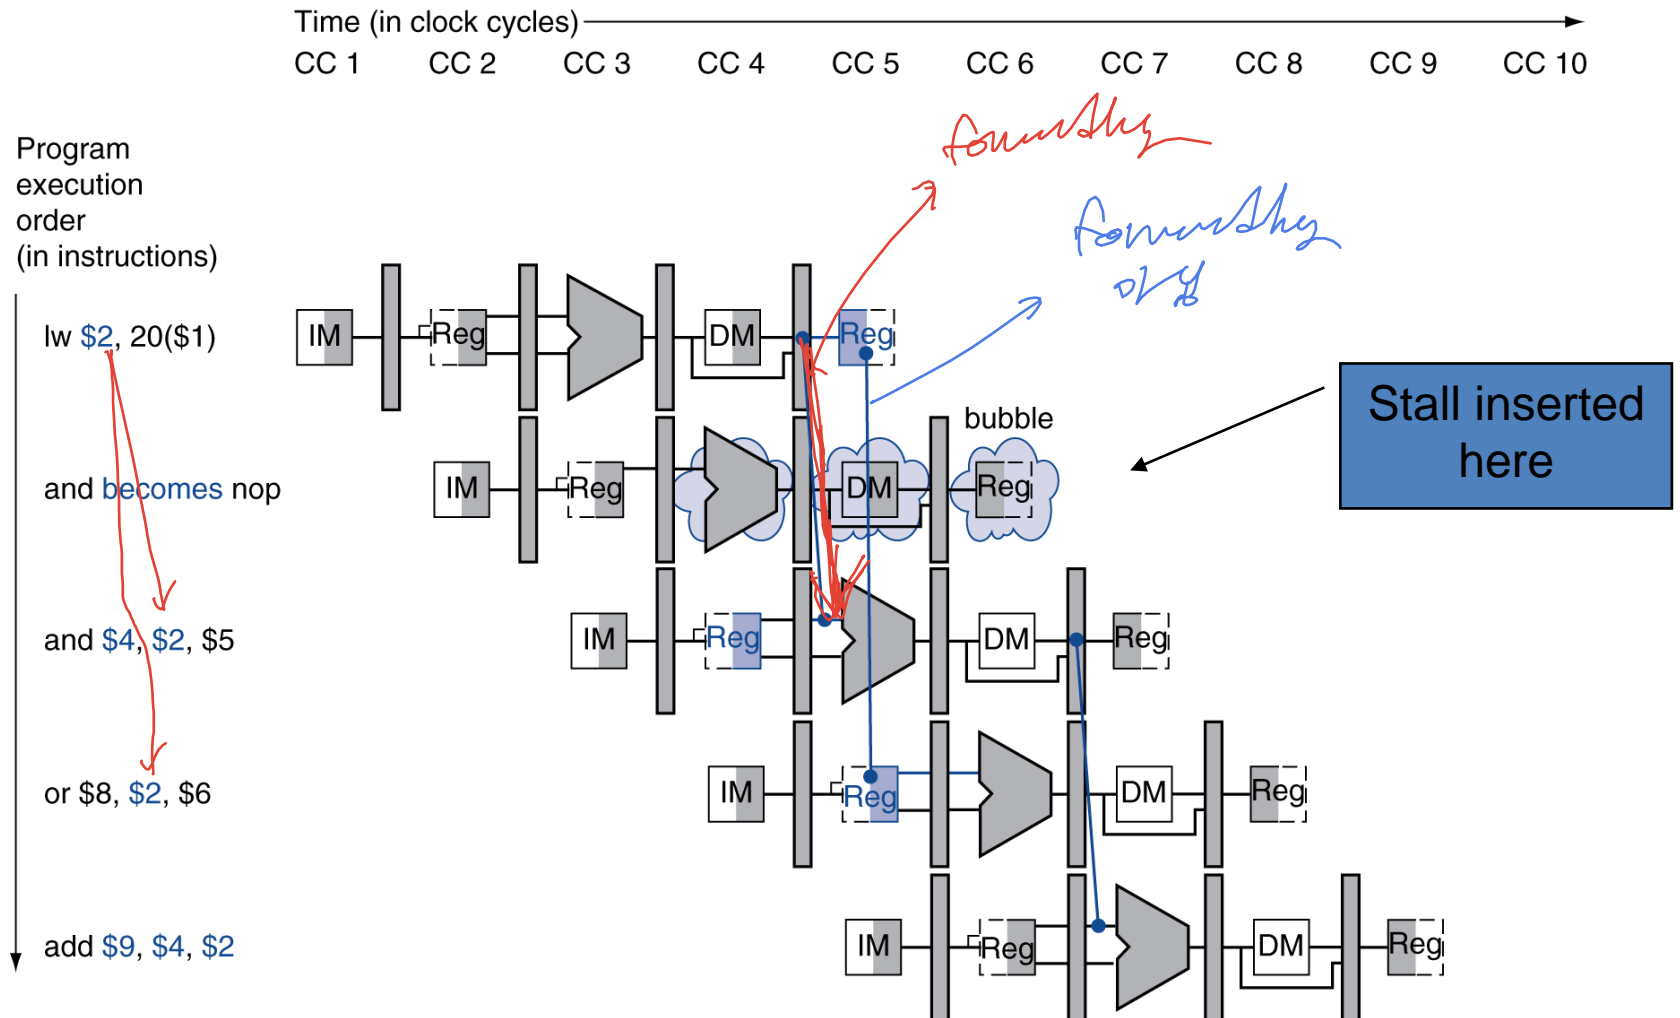 Time (in clock cycles)
CC 1 CC 2 CC 3 CC 4 CC 5 CC 6 CC 7 CC 8 CC 9 CC 10
Program
execution
order
(in instructions)
lw $2, 20($1)
IM Reg DM Reg
Stall inserted
here
bubble
and becomes nop
IM Reg DM Reg
and $4, $2, $5
IM Reg DM Reg
or $8, $2, $6
IM Reg DM Reg
add $9, $4, $2
IM Reg DM Reg